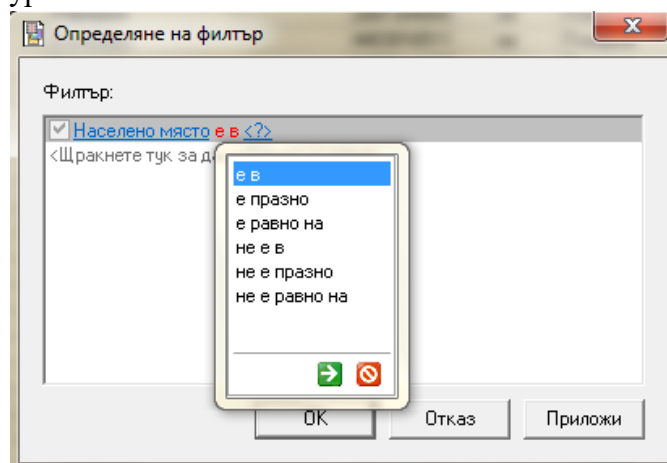 Определяне на филтър
Филтър:
Населено място е в <?>
<Щракнете тук за д
е в
е празно
е равно на
не е в
не е празно
не е равно на
OK Отказ Приложи